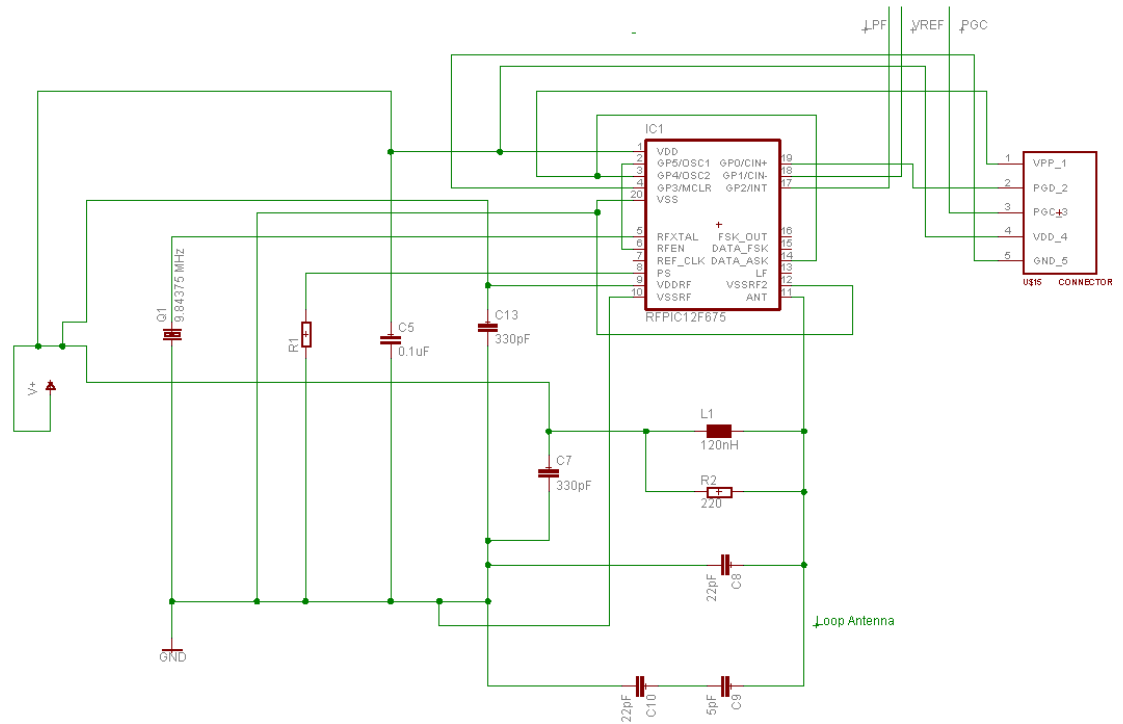 LPF VREF PGC
IC1
1 VDD
2 GP5/OSC1 GP0/CIN+ 19
3 GP4/OSC2 GP1/CIN- 18
4 GP3/MCLR GP2/INT 17
20 VSS
5 RFXTAL FSK_OUT 16
6 RFEN DATA_FSK 15
7 REF_CLK DATA_ASK 14
8 PS LF 13
9 VDDRF VSSRF2 12
10 VSSRF ANT 11
RFPIC12F675
1 VPP_1
2 PGD_2
3 PGC_3
4 VDD_4
5 GND_5
U$15 CONNECTOR
Q1
9.84375 MHz
R1
C5
0.1uF
C13
330pF
V+
L1
120nH
C7
330pF
R2
220
22pF
C8
Loop Antenna
GND
22pF
C10
5pF
C9